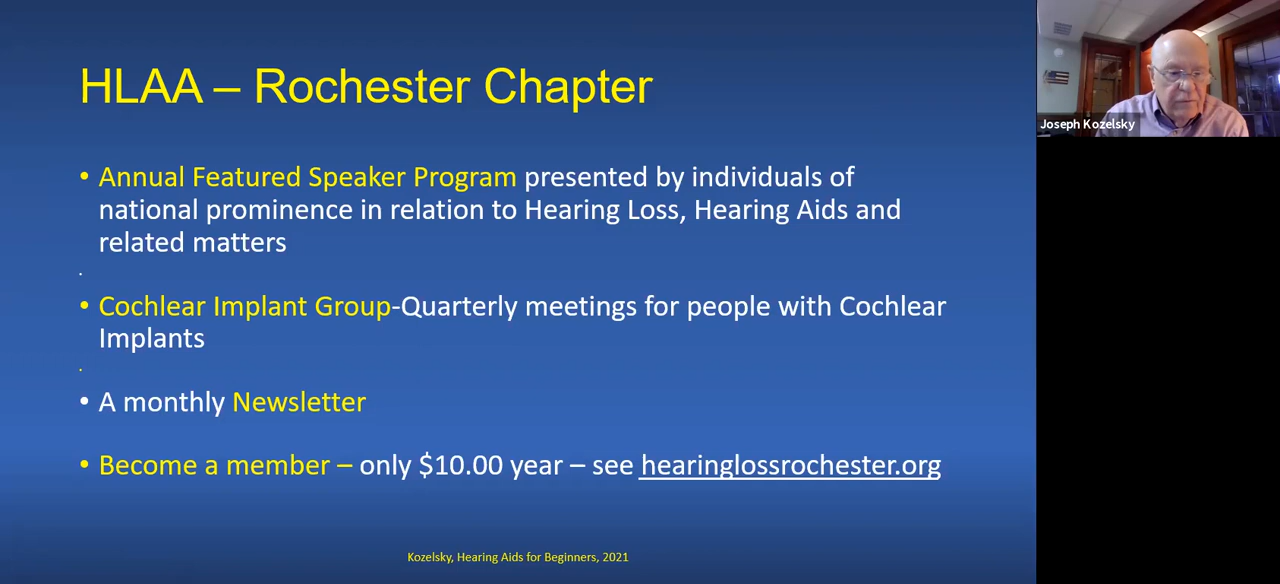 HLAA – Rochester Chapter
• Annual Featured Speaker Program presented by individuals of
national prominence in relation to Hearing Loss, Hearing Aids and
related matters
• Cochlear Implant Group-Quarterly meetings for people with Cochlear
Implants
• A monthly Newsletter
• Become a member – only $10.00 year – see hearinglossrochester.org
Kozelsky, Hearing Aids for Beginners, 2021
Joseph Kozelsky